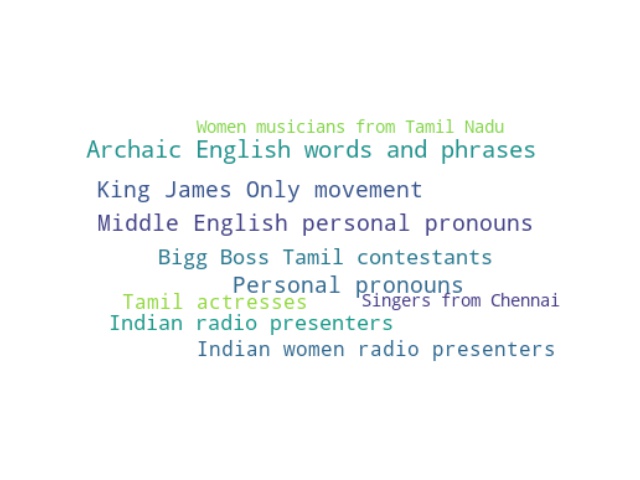 Women musicians from Tamil Nadu
Archaic English words and phrases
King James Only movement
Middle English personal pronouns
Bigg Boss Tamil contestants
Personal pronouns
Tamil actresses
Singers from Chennai
Indian radio presenters
Indian women radio presenters